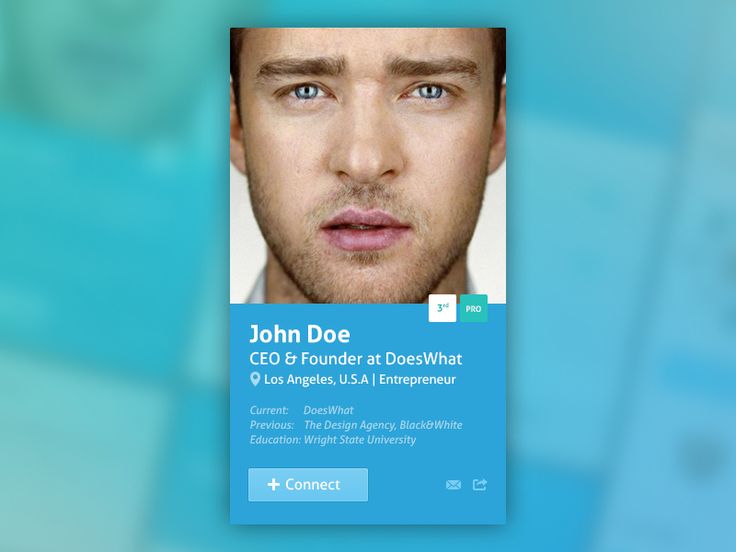 3rd
PRO
John Doe
CEO & Founder at DoesWhat
Los Angeles, U.S.A | Entrepreneur
Current: DoesWhat
Previous: The Design Agency, Black&White
Education: Wright State University
+ Connect